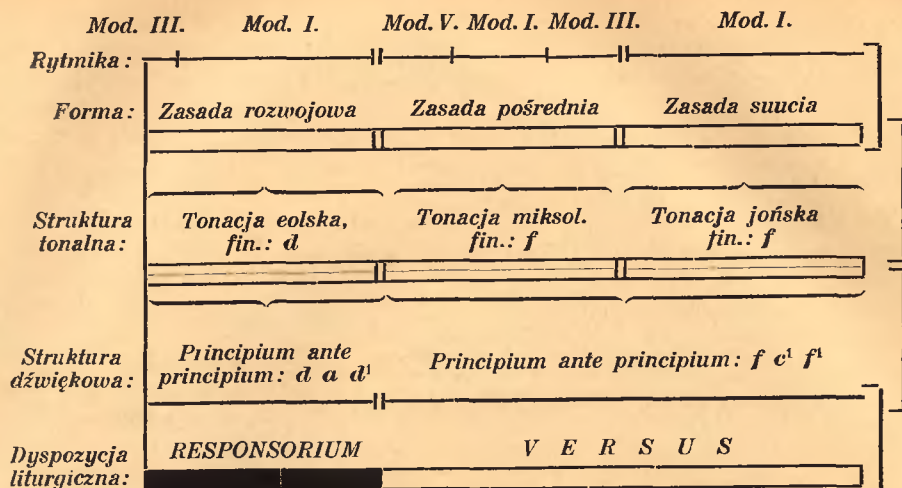 Mod. III. Mod. I. Mod. V. Mod. I. Mod. III. Mod. I.
Rytmika:
Forma: Zasada rozwojowa Zasada pośrednia Zasada suucia
Struktura tonalna: Tonacja eolska, fin.: d Tonacja miksol. fin.: f Tonacja jońska fin.: f
Struktura dźwiękowa: Principium ante principium: d a d¹ Principium ante principium: f c¹ f¹
Dyspozycja liturgiczna: RESPONSORIUM V E R S U S